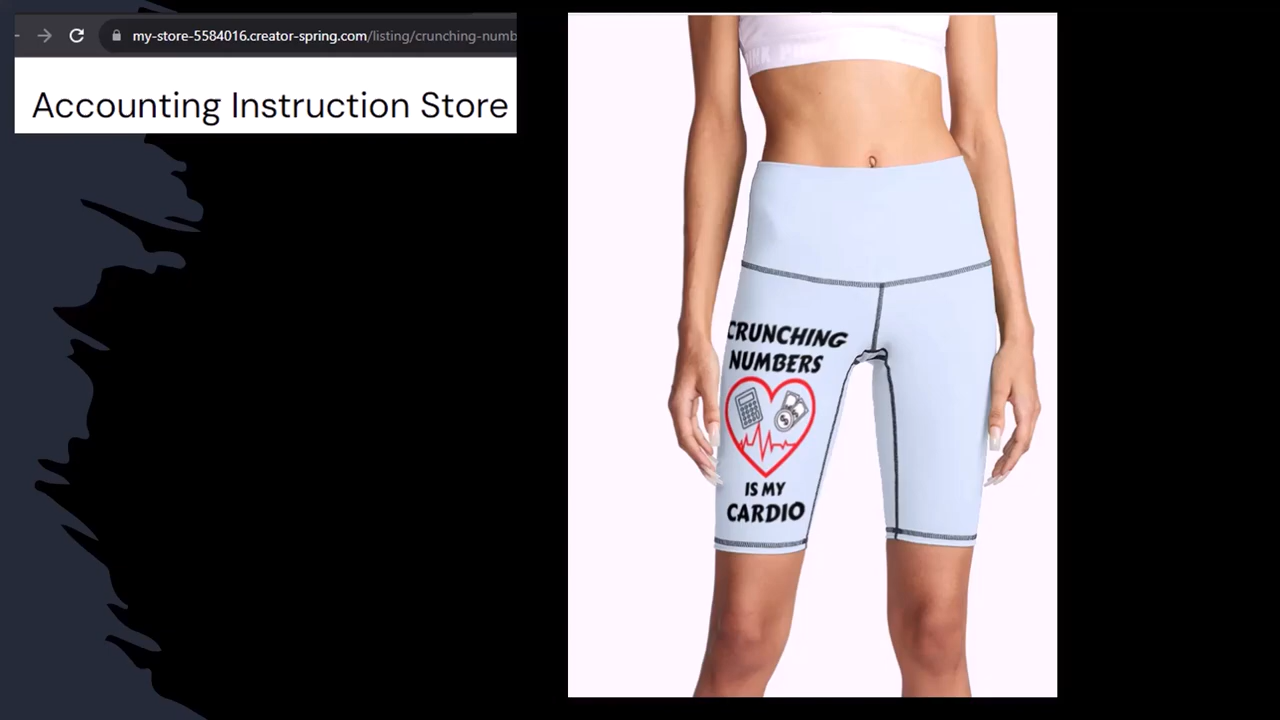 my-store-5584016.creator-spring.com/listing/crunching-numb
Accounting Instruction Store
CRUNCHING
NUMBERS
IS MY
CARDIO